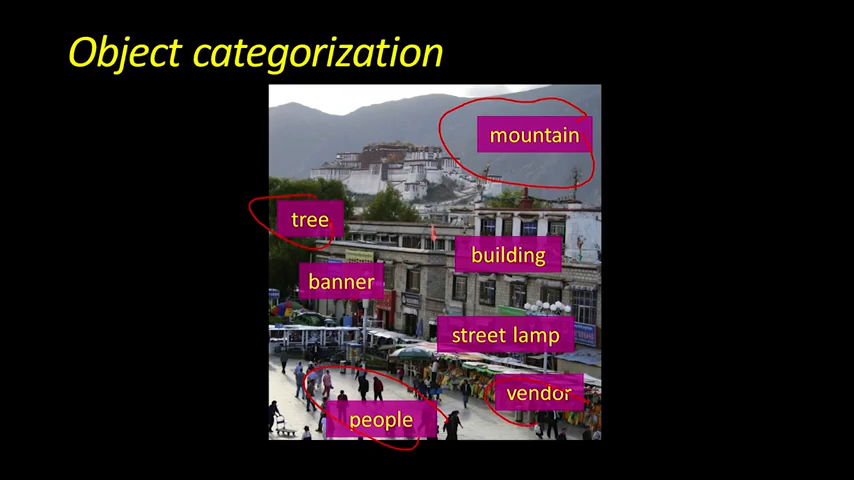 Object categorization
mountain
tree
building
banner
street lamp
vendor
people